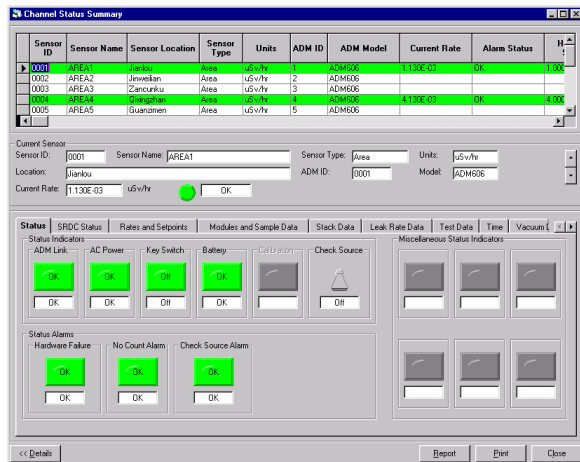 Channel Status Summary
Sensor ID Sensor Name Sensor Location Sensor Type Units ADM ID ADM Model Current Rate Alarm Status
0001 AREA1 Jianlou Area uSv/hr 1 ADM606 1.130E-03 OK 1.000
0002 AREA2 Jinweilian Area uSv/hr 2 ADM606
0003 AREA3 Zancunku Area uSv/hr 3 ADM606
0004 AREA4 Qixingzhan Area uSv/hr 4 ADM606 4.130E-03 OK 4.000
0005 AREA5 Guanzimen Area uSv/hr 5 ADM606
Current Sensor
Sensor ID: 0001 Sensor Name: AREA1 Sensor Type: Area Units: uSv/hr
Location: Jianlou ADM ID: 0001 Model: ADM606
Current Rate: 1.130E-03 uSv/hr OK
Status SRDC Status Rates and Setpoints Modules and Sample Data Stack Data Leak Rate Data Test Data Time Vacuum
Status Indicators Miscellaneous Status Indicators
ADM Link AC Power Key Switch Battery Calibration Check Source
OK OK Off OK
OK OK Off OK Off
Status Alarms
Hardware Failure No Count Alarm Check Source Alarm
OK OK OK
OK OK OK
<< Details Report Print Close